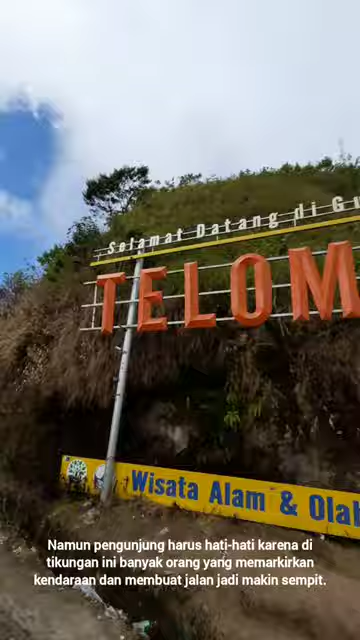 Selamat Datang di Gu
TELOM
Wisata Alam & Olah
Namun pengunjung harus hati-hati karena di
tikungan ini banyak orang yang memarkirkan
kendaraan dan membuat jalan jadi makin sempit.